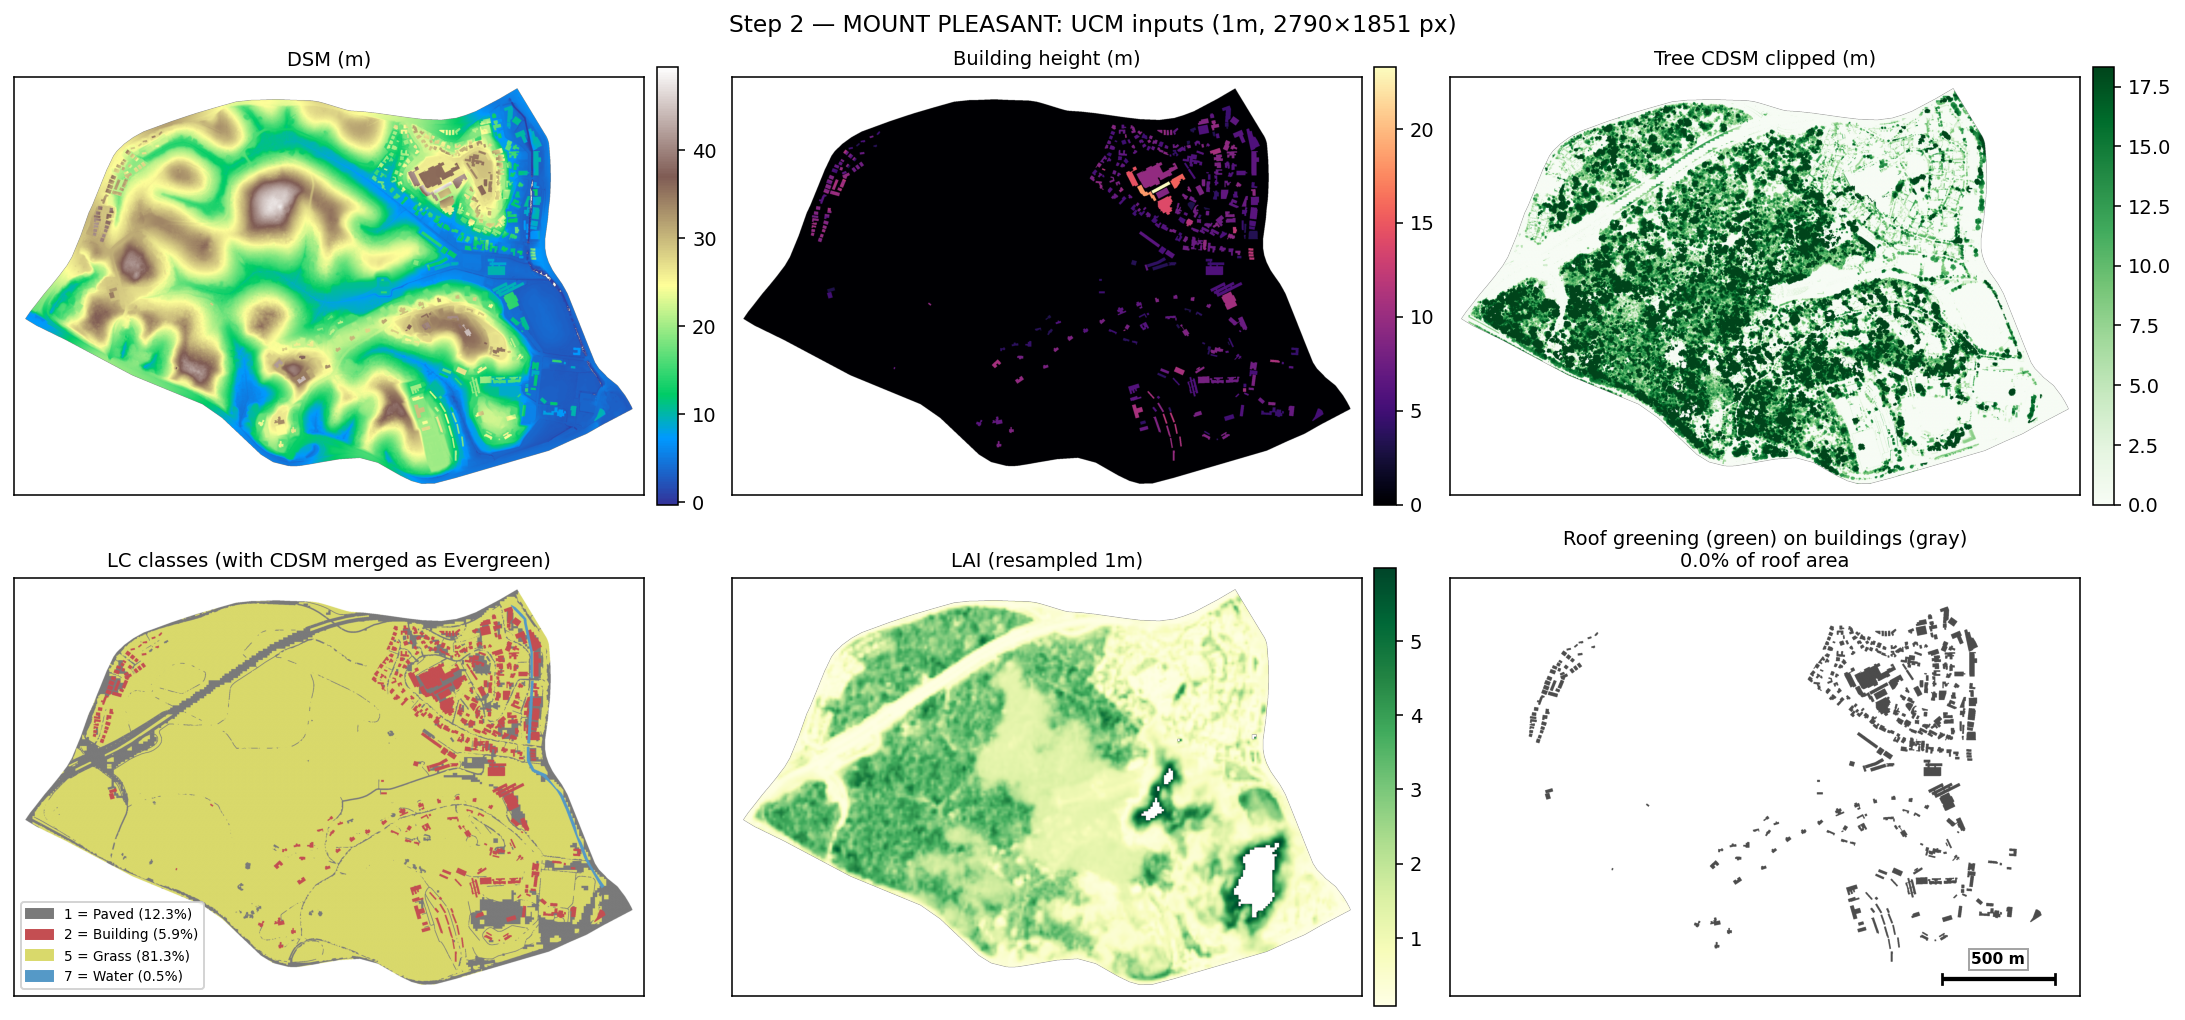 Step 2 — MOUNT PLEASANT: UCM inputs (1m, 2790×1851 px)
DSM (m)
40
30
20
10
0
Building height (m)
20
15
10
5
0
Tree CDSM clipped (m)
17.5
15.0
12.5
10.0
7.5
5.0
2.5
0.0
LC classes (with CDSM merged as Evergreen)
1 = Paved (12.3%)
2 = Building (5.9%)
5 = Grass (81.3%)
7 = Water (0.5%)
LAI (resampled 1m)
5
4
3
2
1
Roof greening (green) on buildings (gray)
0.0% of roof area
500 m